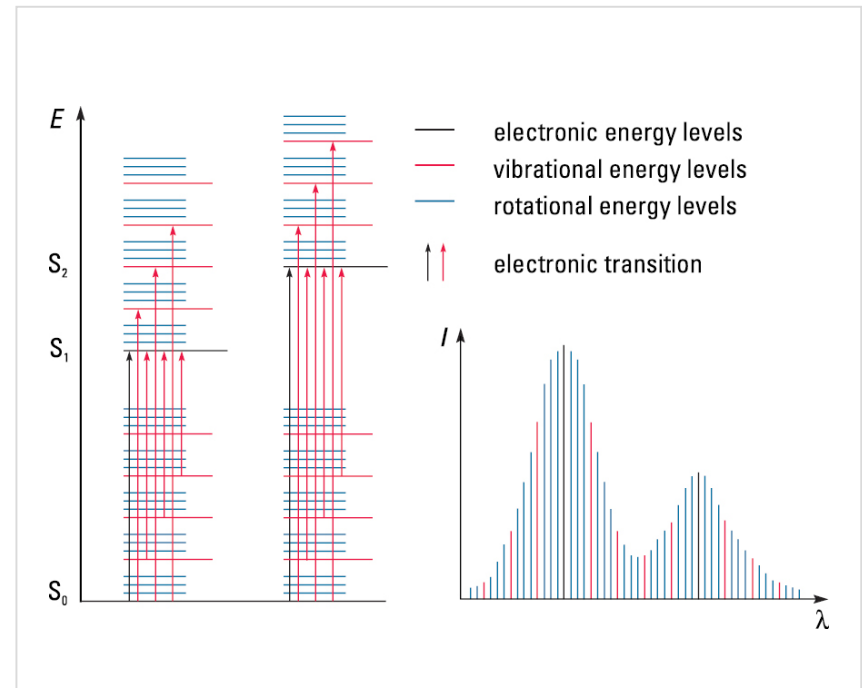 E
electronic energy levels
vibrational energy levels
rotational energy levels
S₂
electronic transition
S₁
I
S₀
λ